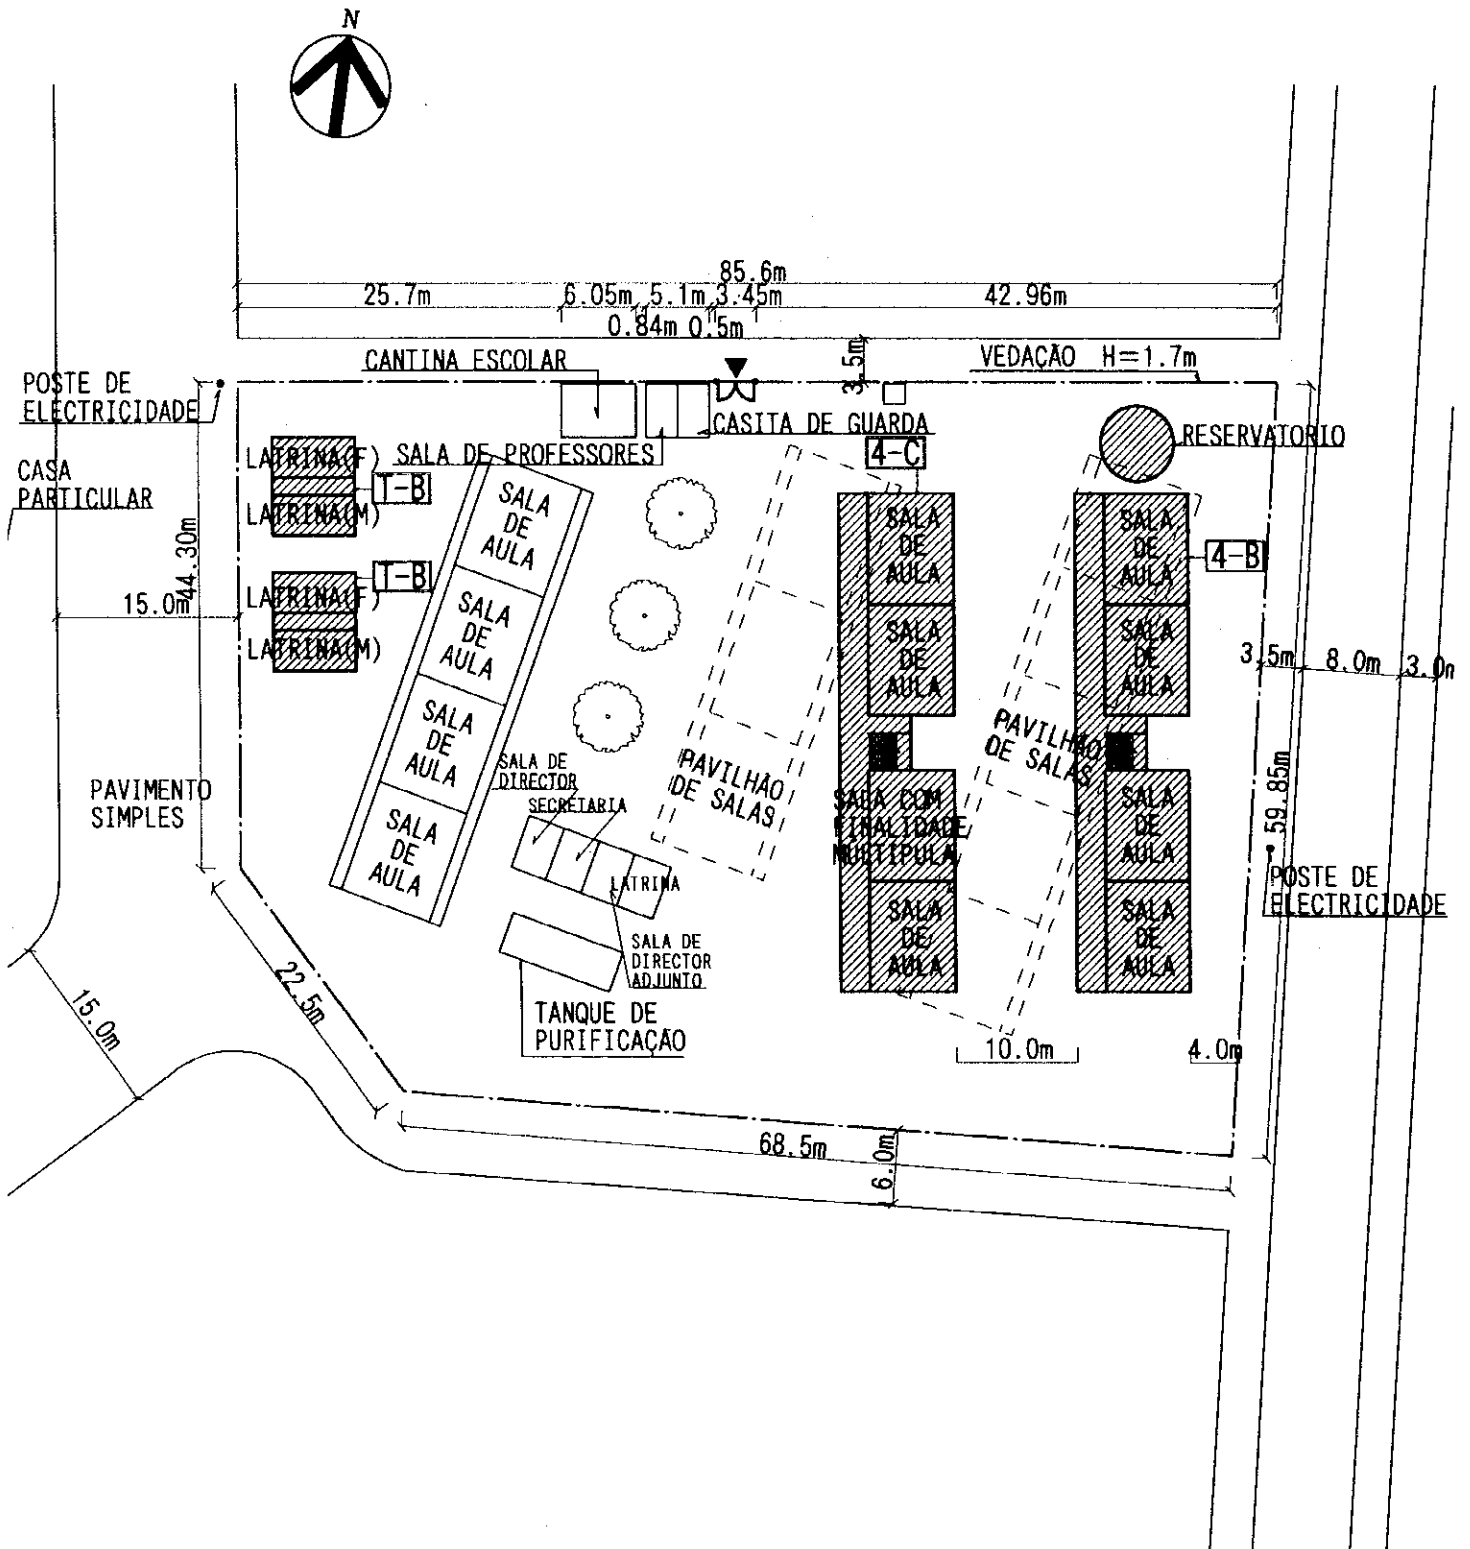 N
85.6m
25.7m
6.05m
5.1m
3.45m
42.96m
0.84m
0.5m
3.5m
CANTINA ESCOLAR
VEDAÇÃO H=1.7m
POSTE DE
ELECTRICIDADE
CASITA DE GUARDA
RESERVATORIO
SALA DE PROFESSORES
4-C
LATRINA(F)
LATRINA(M)
T-B
CASA
PARTICULAR
44.30m
LATRINA(F)
LATRINA(M)
T-B
15.0m
SALA
DE
AULA
SALA
DE
AULA
SALA
DE
AULA
SALA
DE
AULA
SALA
DE
AULA
SALA
DE
AULA
SALA COM
FINALIDADE
MULTIPULA
SALA
DE
AULA
SALA
DE
AULA
4-B
SALA
DE
AULA
SALA
DE
AULA
SALA
DE
AULA
3.5m
8.0m
59.85m
PAVILHÃO
DE SALAS
PAVILHÃO
DE SALAS
SALA DE
DIRECTOR
SECRETARIA
LATRINA
PAVIMENTO
SIMPLES
POSTE DE
ELECTRICIDADE
SALA DE
DIRECTOR
ADJUNTO
TANQUE DE
PURIFICAÇÃO
22.5m
15.0m
10.0m
4.0m
68.5m
6.0m